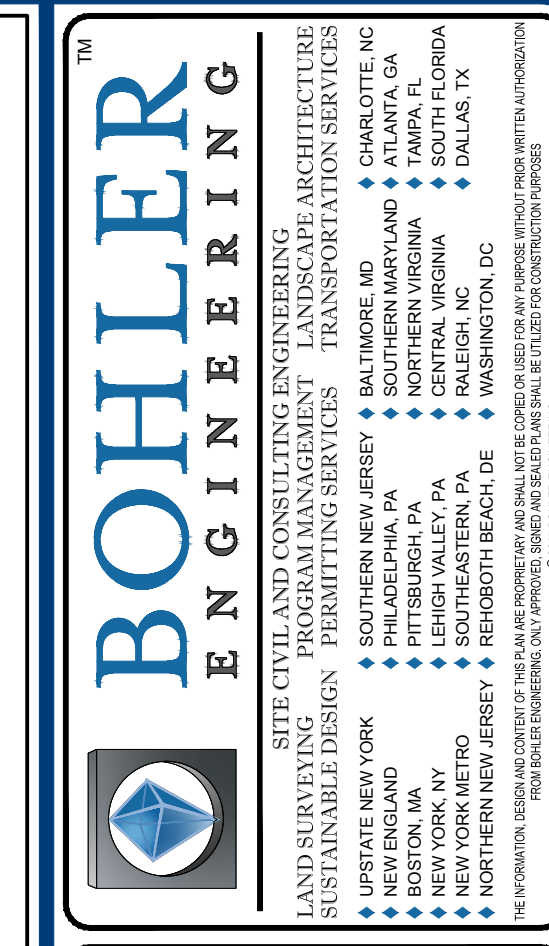 BOHLER™
ENGINEERING
SITE CIVIL AND CONSULTING ENGINEERING
LAND SURVEYING PROGRAM MANAGEMENT LANDSCAPE ARCHITECTURE
SUSTAINABLE DESIGN PERMITTING SERVICES TRANSPORTATION SERVICES
♦ UPSTATE NEW YORK ♦ SOUTHERN NEW JERSEY ♦ BALTIMORE, MD ♦ CHARLOTTE, NC
♦ NEW ENGLAND ♦ PHILADELPHIA, PA ♦ SOUTHERN MARYLAND ♦ ATLANTA, GA
♦ BOSTON, MA ♦ PITTSBURGH, PA ♦ NORTHERN VIRGINIA ♦ TAMPA, FL
♦ NEW YORK, NY ♦ LEHIGH VALLEY, PA ♦ CENTRAL VIRGINIA ♦ SOUTH FLORIDA
♦ NEW YORK METRO ♦ SOUTHEASTERN, PA ♦ RALEIGH, NC ♦ DALLAS, TX
♦ NORTHERN NEW JERSEY ♦ REHOBOTH BEACH, DE ♦ WASHINGTON, DC
THE INFORMATION, DESIGN AND CONTENT OF THIS PLAN ARE PROPRIETARY AND SHALL NOT BE COPIED OR USED FOR ANY PURPOSE WITHOUT PRIOR WRITTEN AUTHORIZATION
FROM BOHLER ENGINEERING. ONLY APPROVED, SIGNED AND SEALED PLANS SHALL BE UTILIZED FOR CONSTRUCTION PURPOSES